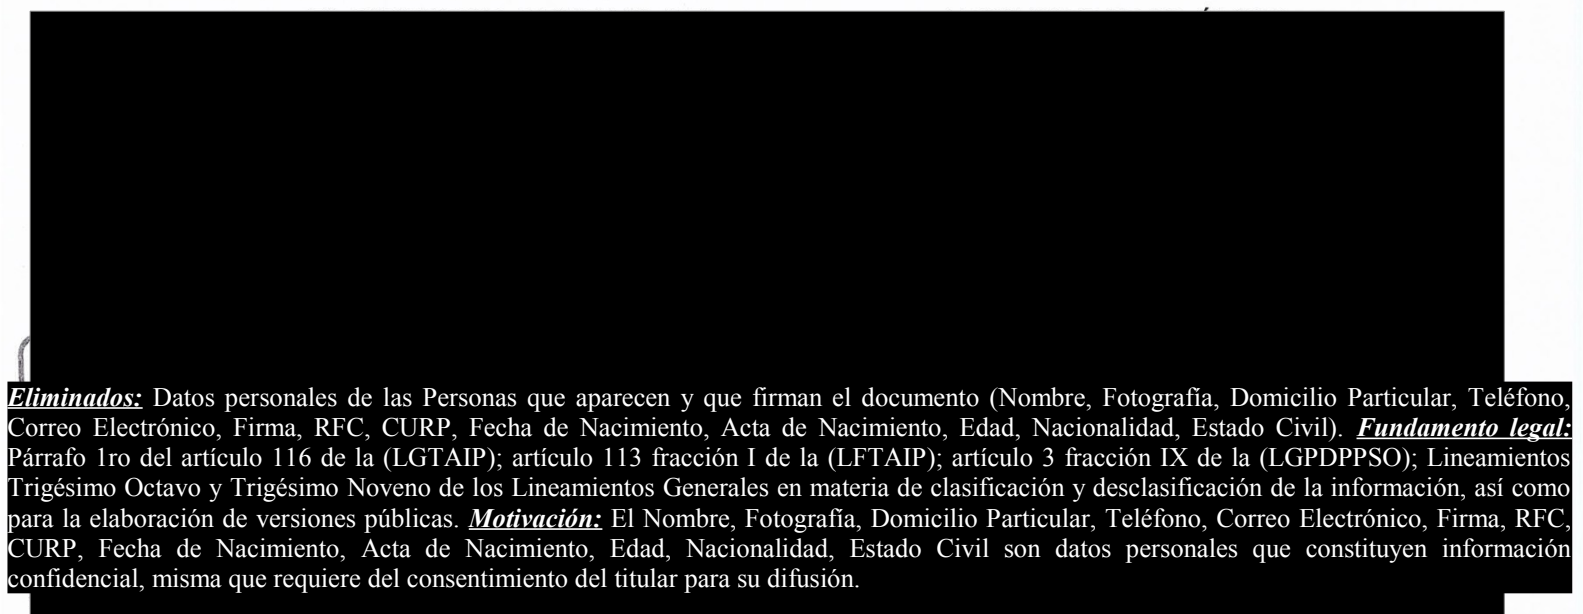 Eliminados: Datos personales de las Personas que aparecen y que firman el documento (Nombre, Fotografía, Domicilio Particular, Teléfono,
Correo Electrónico, Firma, RFC, CURP, Fecha de Nacimiento, Acta de Nacimiento, Edad, Nacionalidad, Estado Civil). Fundamento legal:
Párrafo 1ro del artículo 116 de la (LGTAIP); artículo 113 fracción I de la (LFTAIP); artículo 3 fracción IX de la (LGPDPPSO); Lineamientos
Trigésimo Octavo y Trigésimo Noveno de los Lineamientos Generales en materia de clasificación y desclasificación de la información, así como
para la elaboración de versiones públicas. Motivación: El Nombre, Fotografía, Domicilio Particular, Teléfono, Correo Electrónico, Firma, RFC,
CURP, Fecha de Nacimiento, Acta de Nacimiento, Edad, Nacionalidad, Estado Civil son datos personales que constituyen información
confidencial, misma que requiere del consentimiento del titular para su difusión.